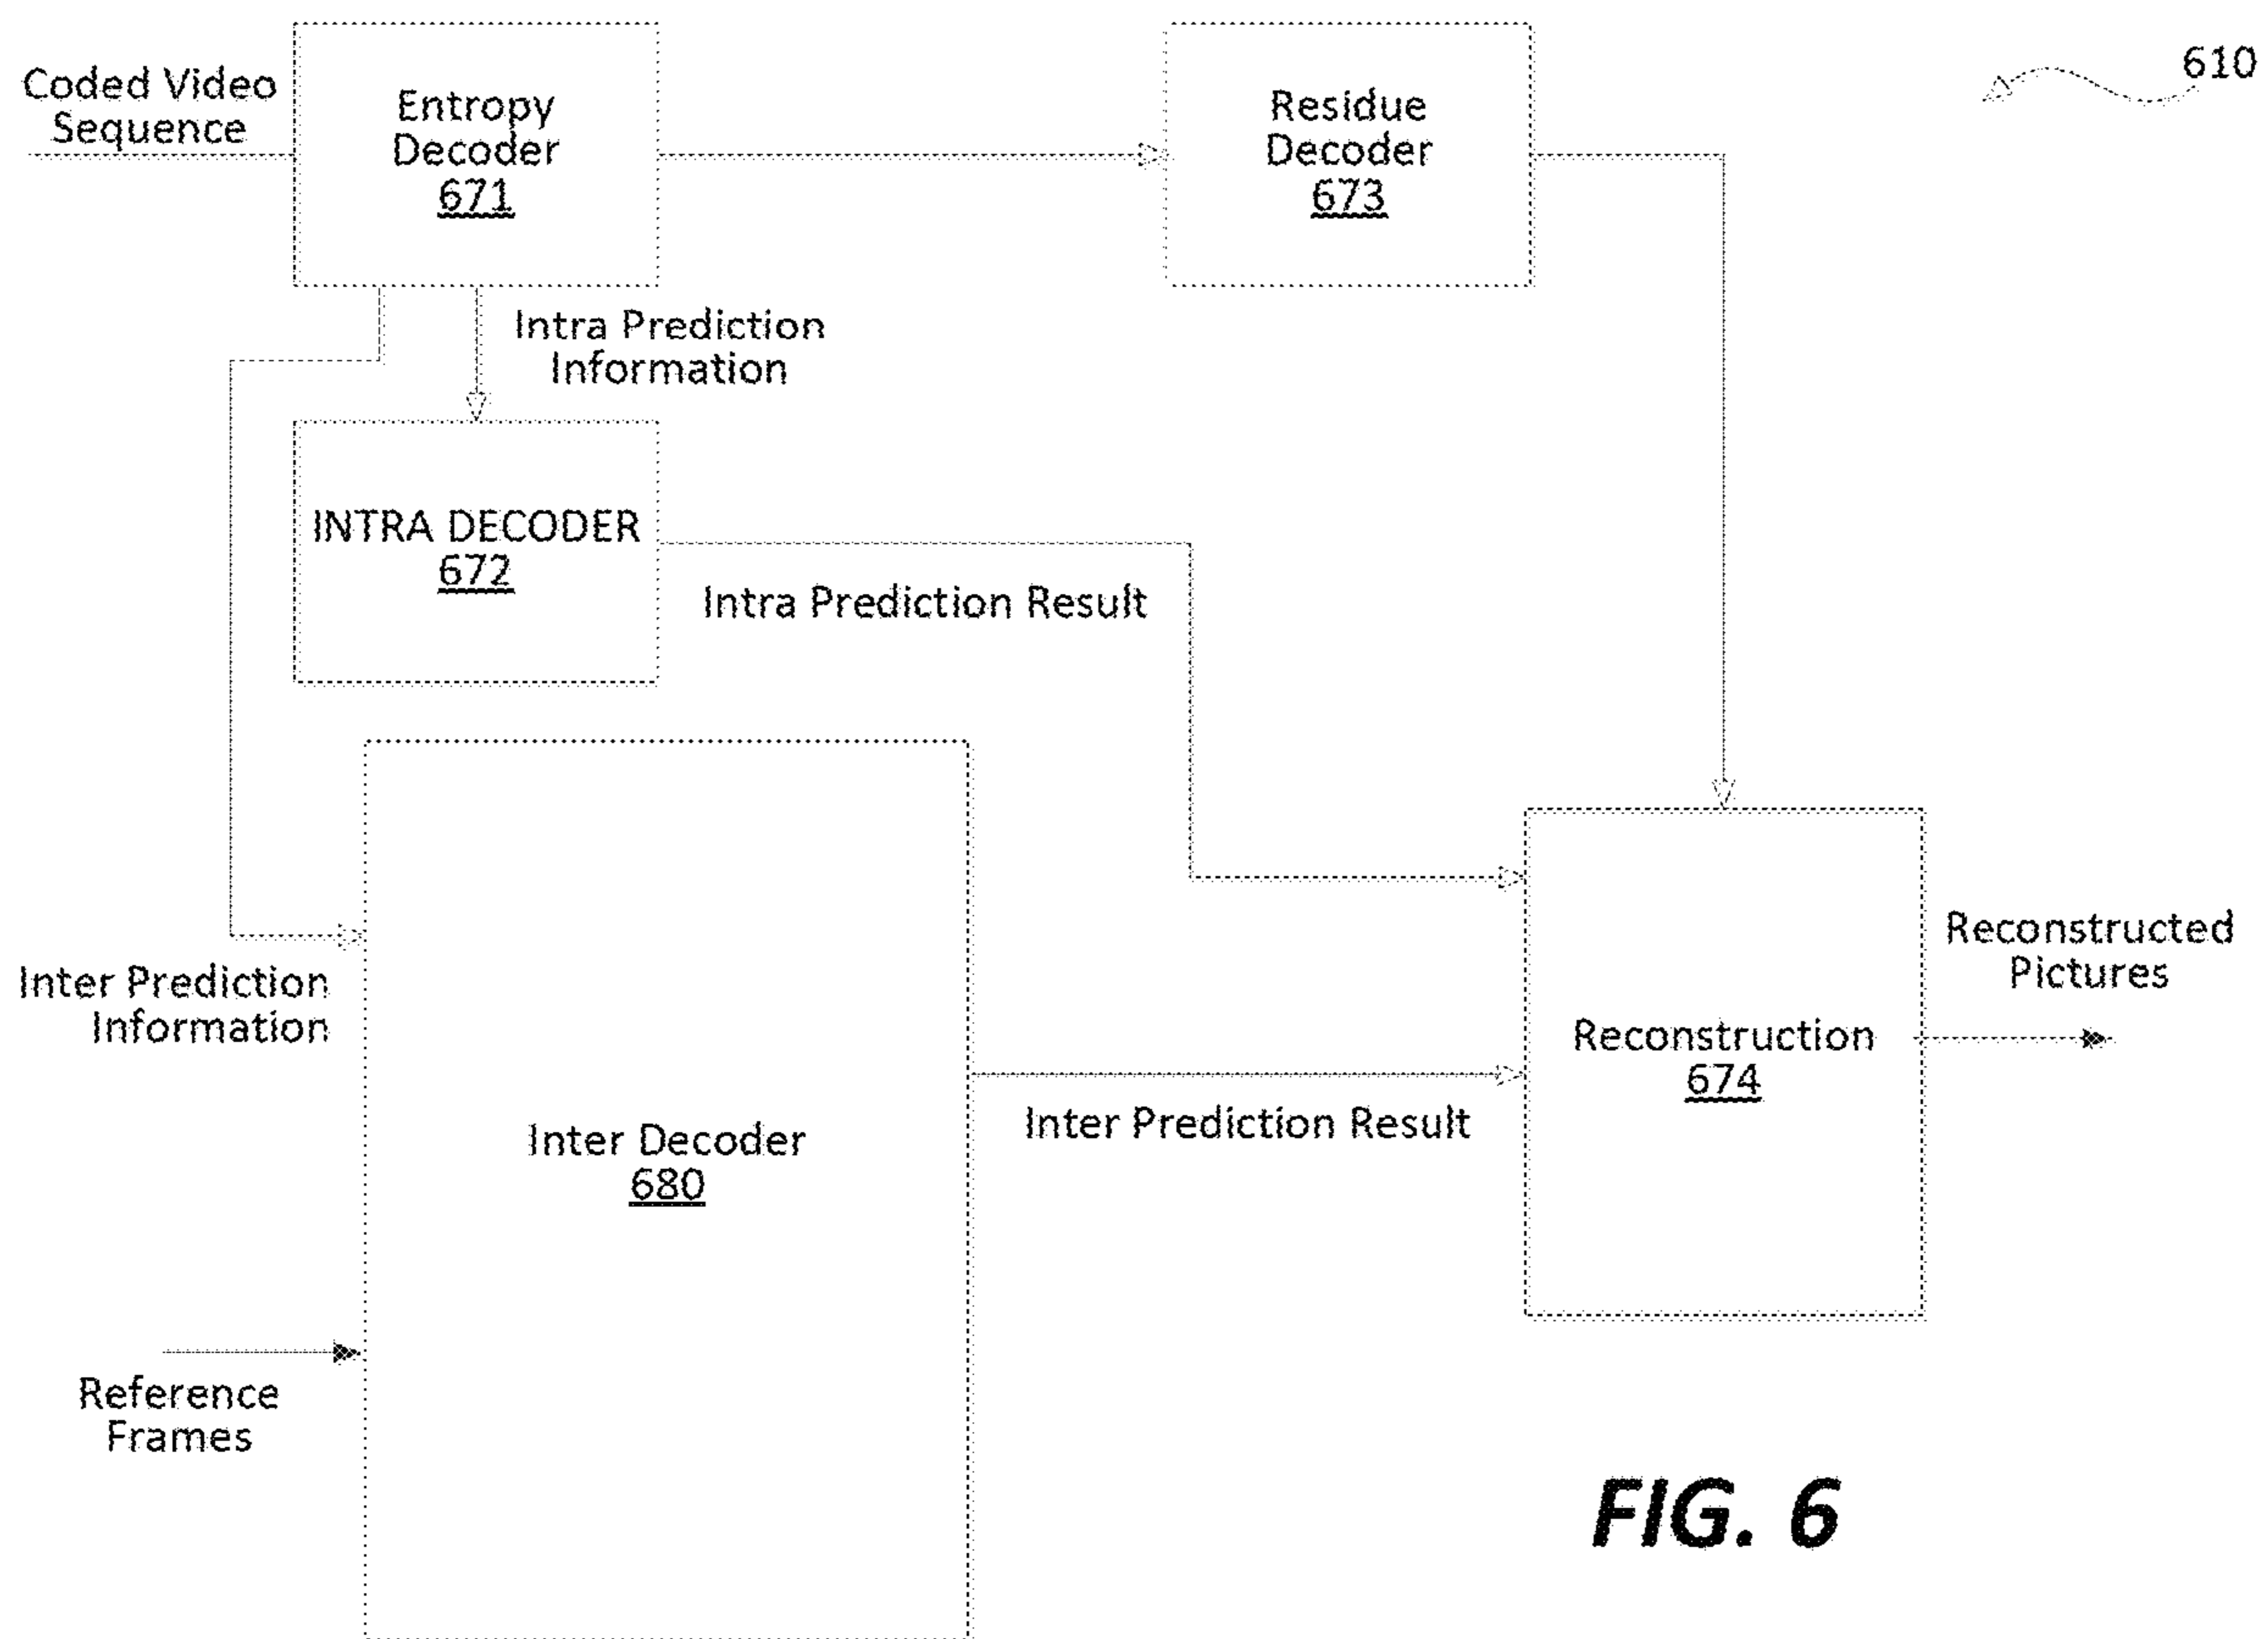 Coded Video
Sequence
Entropy
Decoder
671
Residue
Decoder
673
610
Intra Prediction
Information
INTRA DECODER
672
Intra Prediction Result
Inter Prediction
Information
Inter Decoder
680
Inter Prediction Result
Reconstruction
674
Reconstructed
Pictures
Reference
Frames
FIG. 6